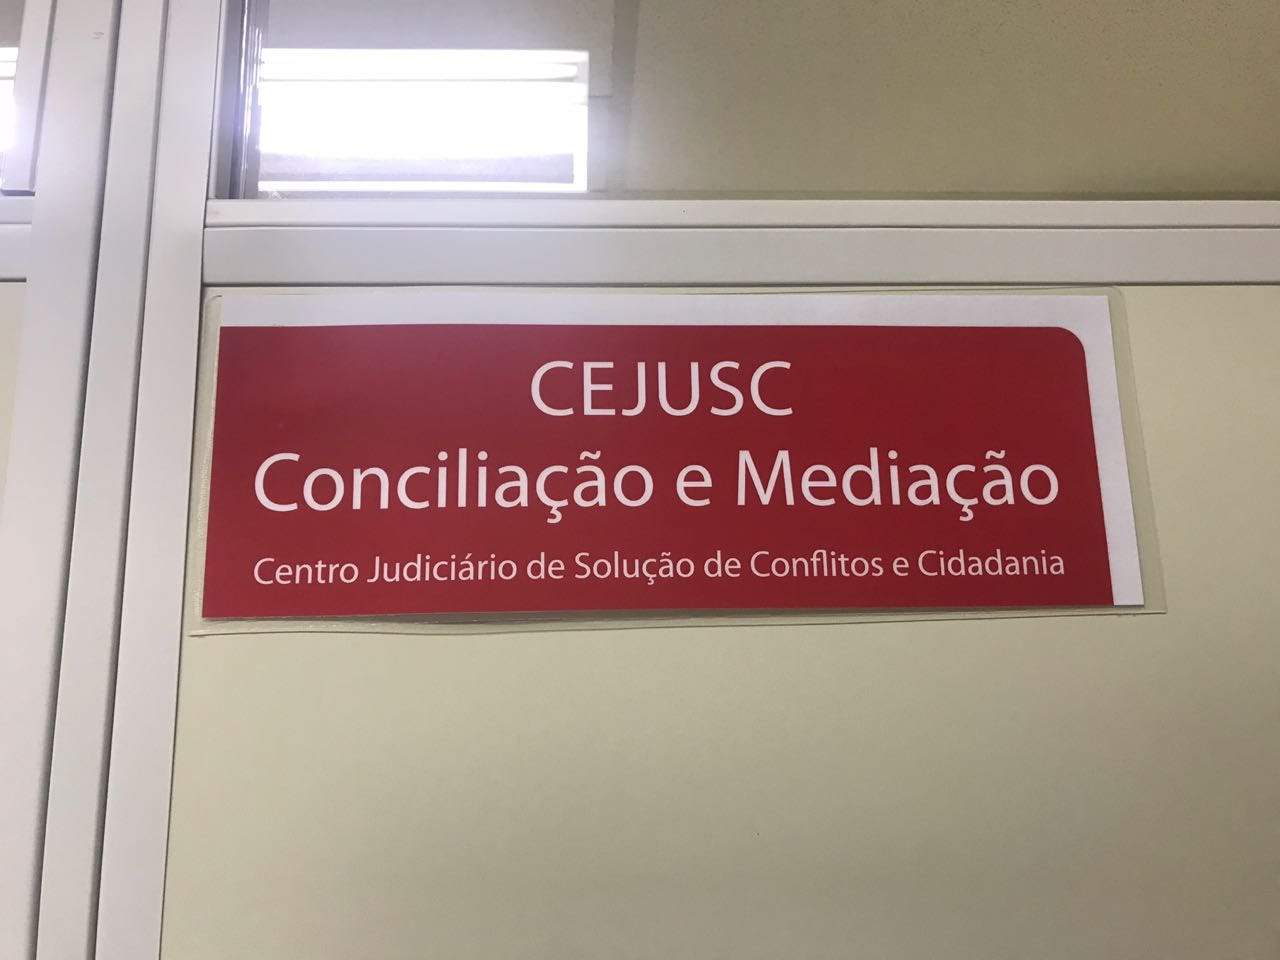 CEJUSC
Conciliação e Mediação
Centro Judiciário de Solução de Conflitos e Cidadania